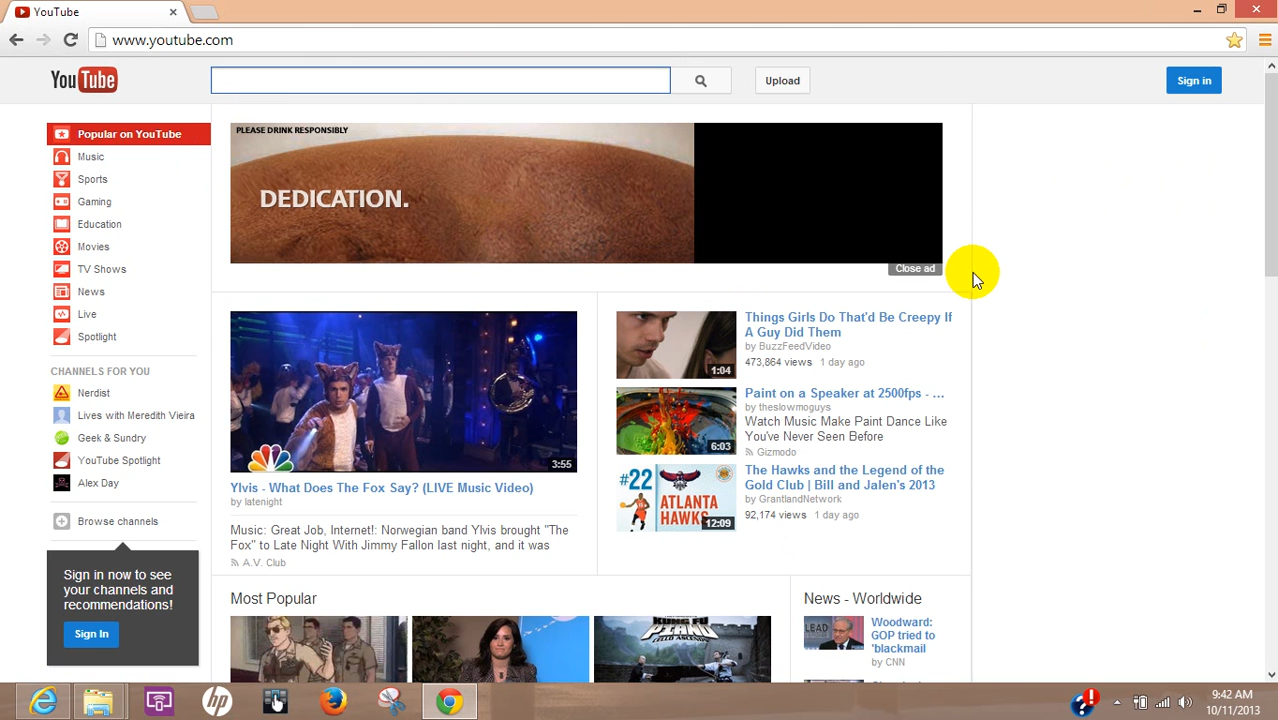 YouTube
www.youtube.com
YouTube
Upload
Sign in
Popular on YouTube
Music
Sports
Gaming
Education
Movies
TV Shows
News
Live
Spotlight
CHANNELS FOR YOU
Nerdist
Lives with Meredith Vieira
Geek & Sundry
YouTube Spotlight
Alex Day
Browse channels
Sign in now to see
your channels and
recommendations!
Sign In
PLEASE DRINK RESPONSIBLY
DEDICATION.
Close ad
3:55
Ylvis - What Does The Fox Say? (LIVE Music Video)
by latenight
Music: Great Job, Internet!: Norwegian band Ylvis brought "The
Fox" to Late Night With Jimmy Fallon last night, and it was
A.V. Club
1:04
Things Girls Do That'd Be Creepy If
A Guy Did Them
by BuzzFeedVideo
473,864 views 1 day ago
6:03
Paint on a Speaker at 2500fps - ...
by theslowmoguys
Watch Music Make Paint Dance Like
You've Never Seen Before
Gizmodo
#22
ATLANTA
HAWKS
12:09
The Hawks and the Legend of the
Gold Club | Bill and Jalen's 2013
by GrantlandNetwork
92,174 views 1 day ago
Most Popular
KUNG FU
PIANO
CELLO ASCENDS
News - Worldwide
LEAD
Woodward:
GOP tried to
'blackmail
by CNN
hp
9:42 AM
10/11/2013